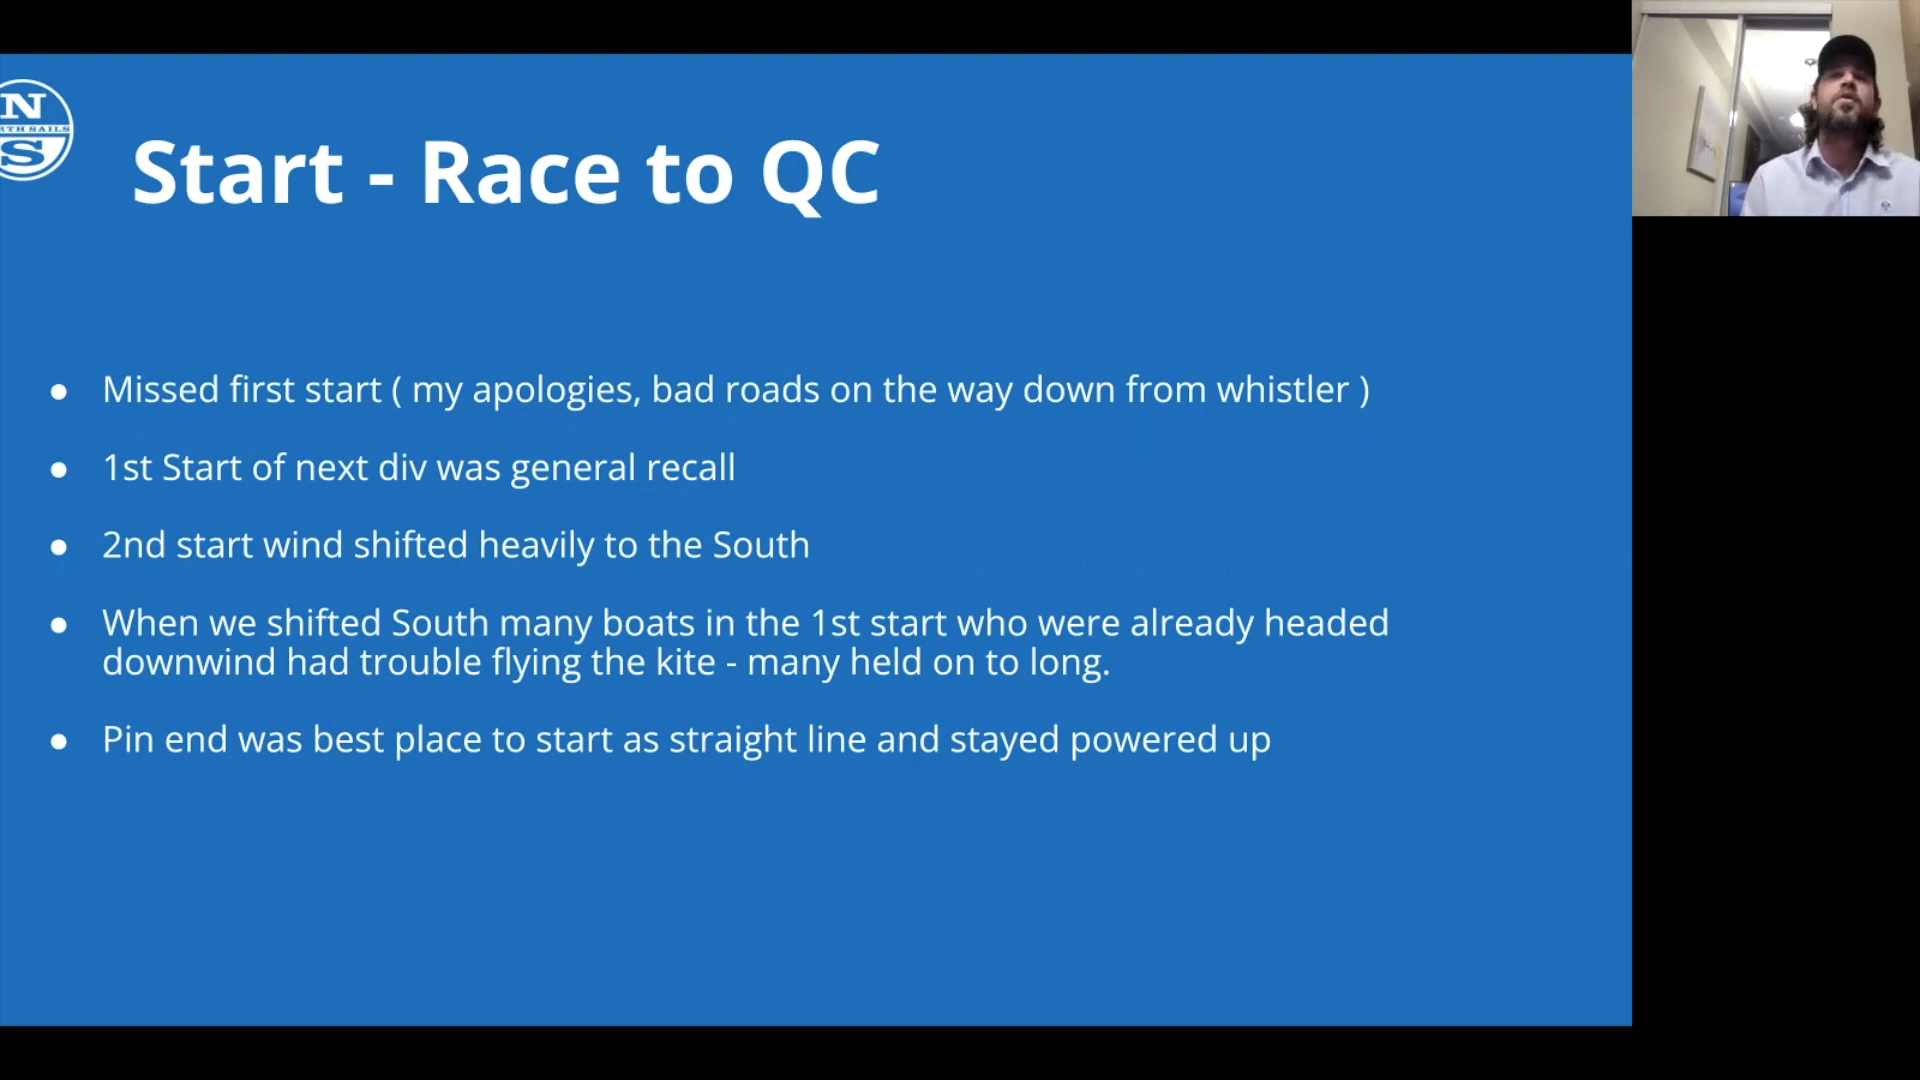 N
RTH SAILS
S
Start - Race to QC
● Missed first start ( my apologies, bad roads on the way down from whistler )
● 1st Start of next div was general recall
● 2nd start wind shifted heavily to the South
● When we shifted South many boats in the 1st start who were already headed
downwind had trouble flying the kite - many held on to long.
● Pin end was best place to start as straight line and stayed powered up